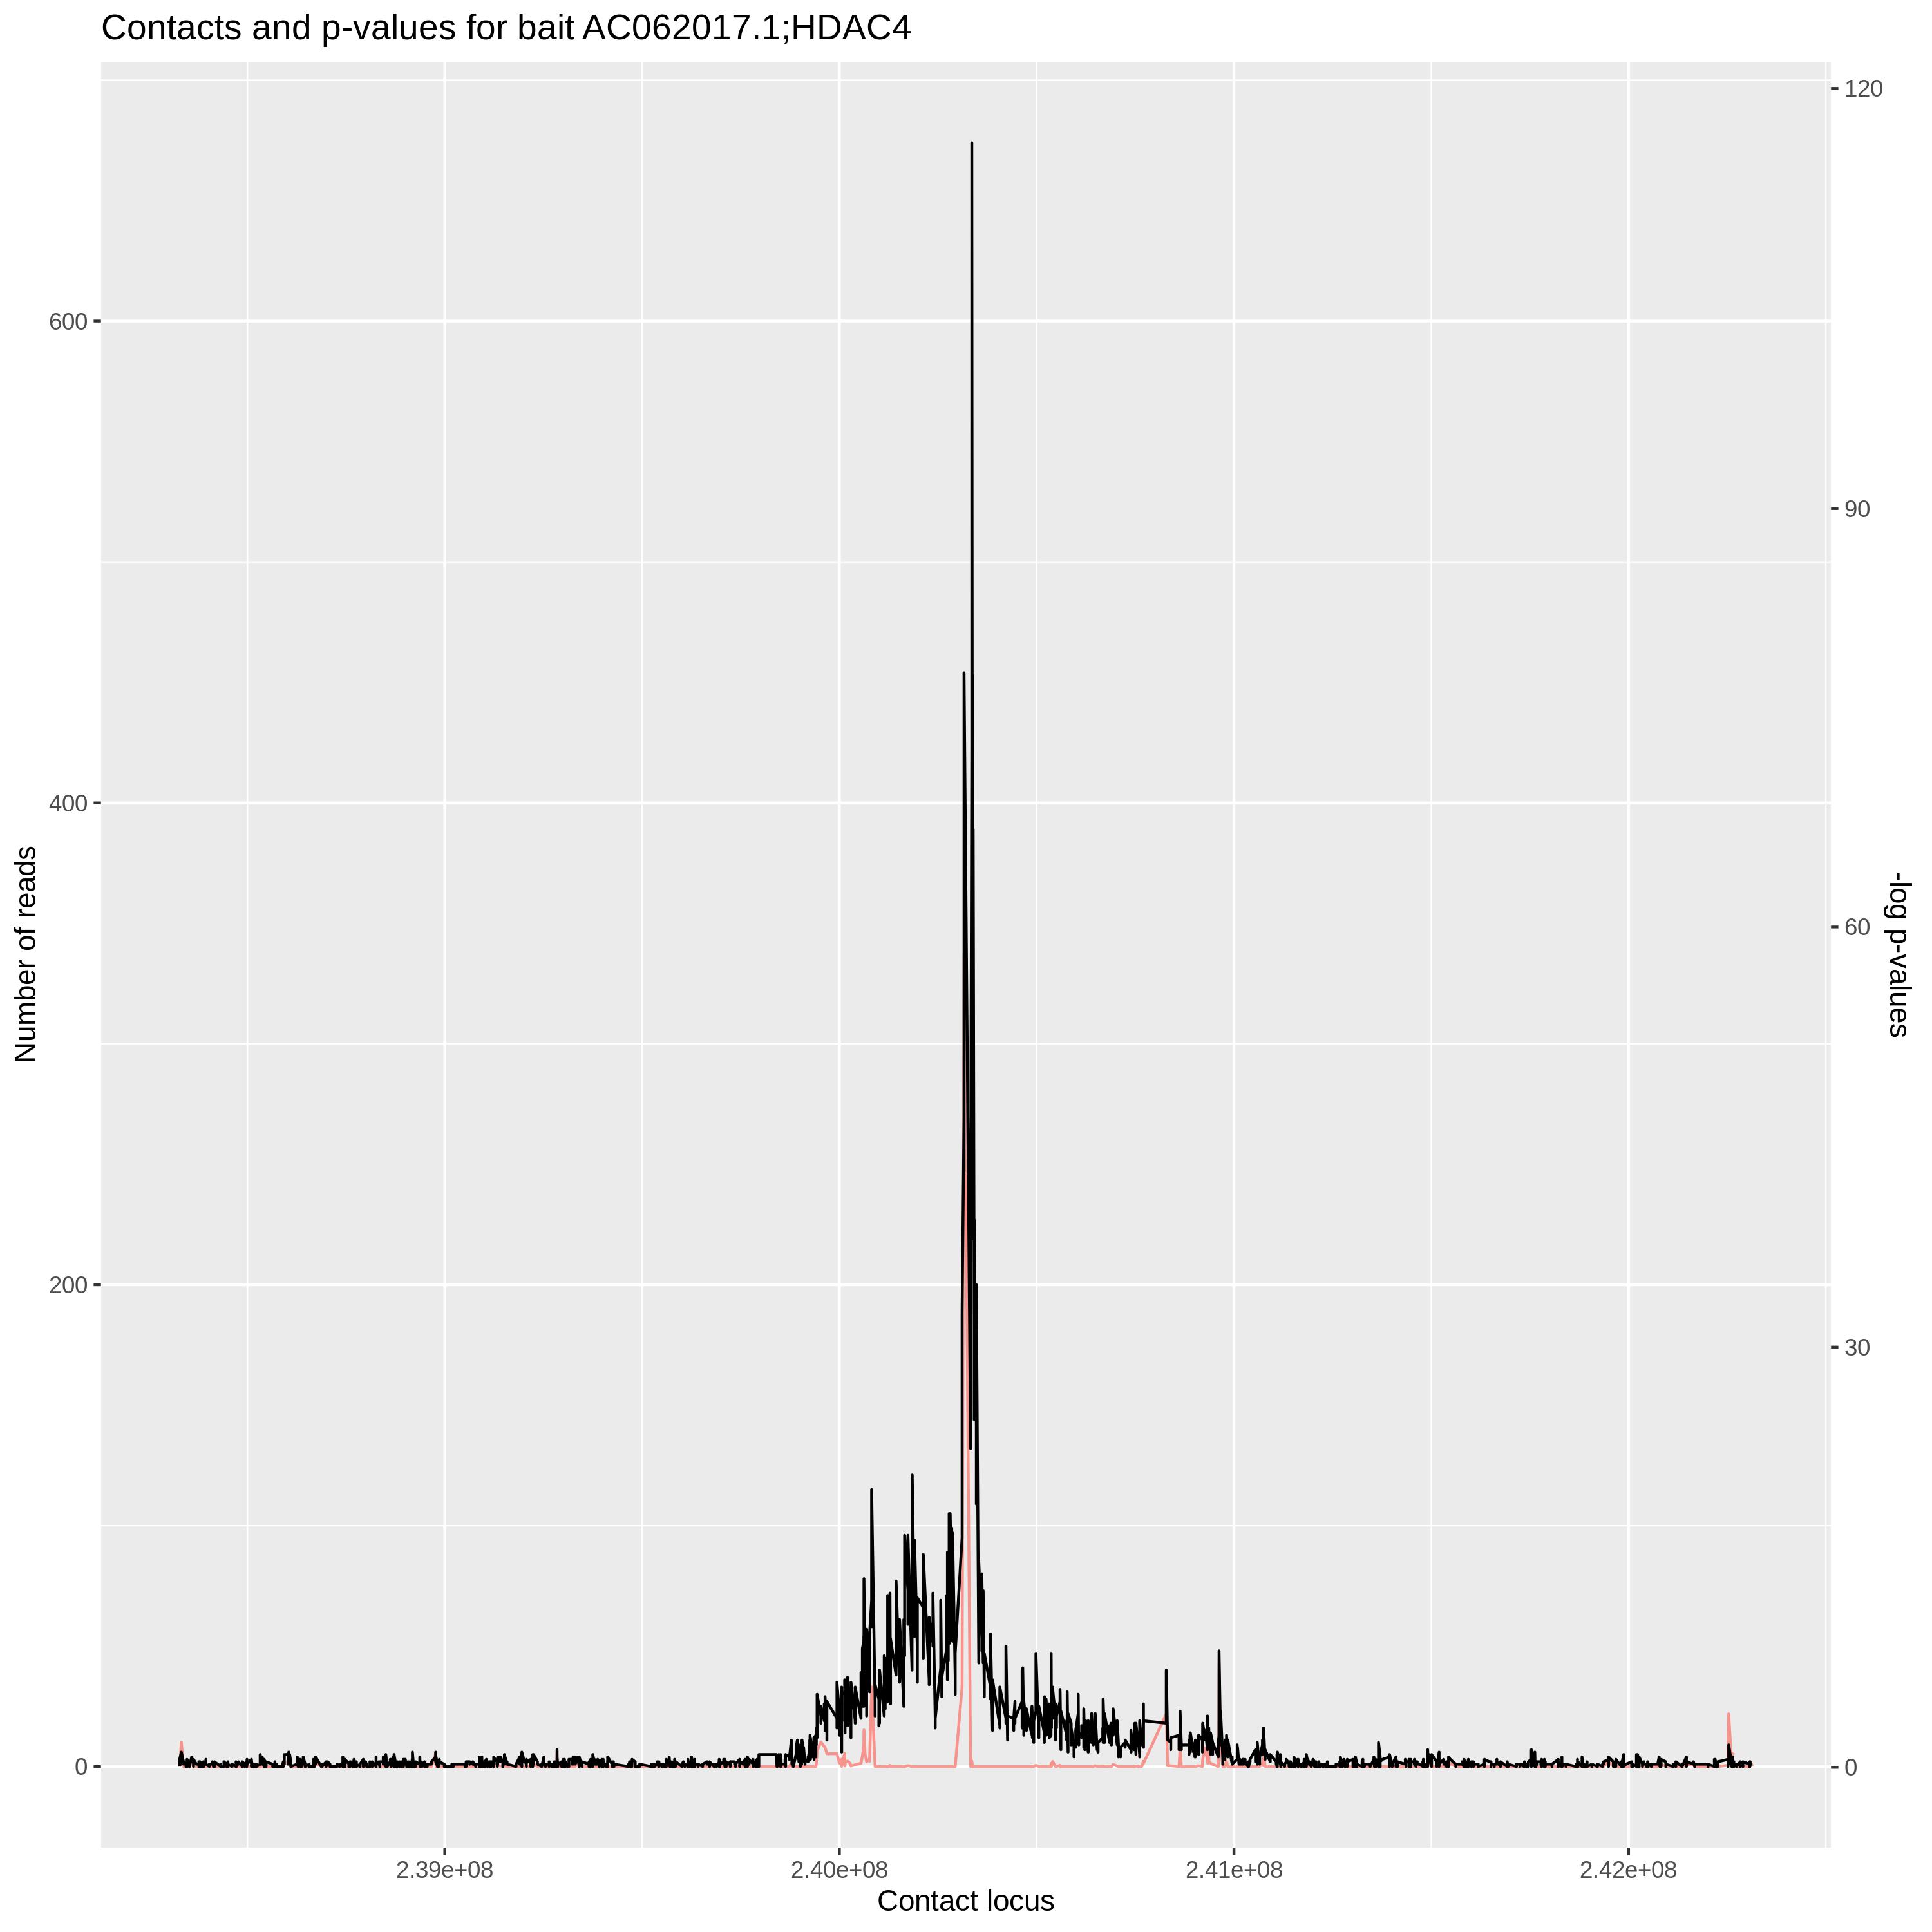 Contacts and p-values for bait AC062017.1;HDAC4
120
600
90
400
60
Number of reads
-log p-values
200
30
0
0
2.39e+08
2.40e+08
2.41e+08
2.42e+08
Contact locus